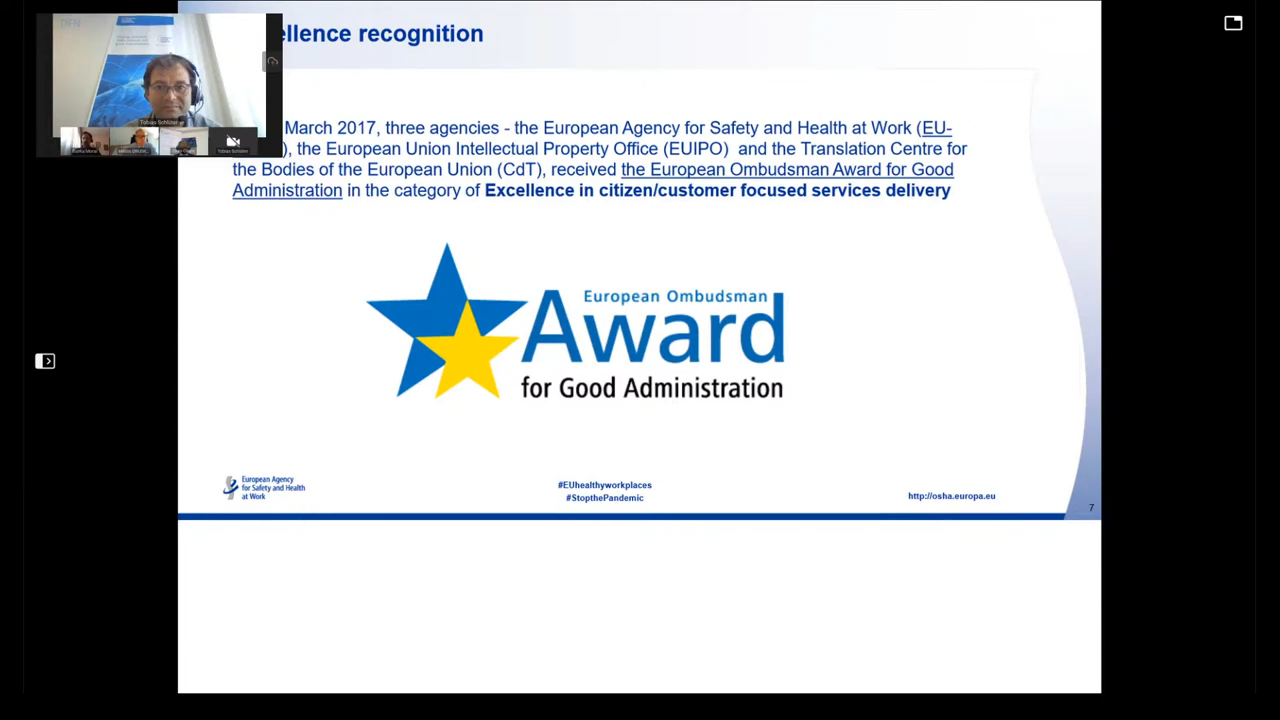 ellence recognition
March 2017, three agencies - the European Agency for Safety and Health at Work (EU-
), the European Union Intellectual Property Office (EUIPO) and the Translation Centre for
the Bodies of the European Union (CdT), received the European Ombudsman Award for Good
Administration in the category of Excellence in citizen/customer focused services delivery
European Ombudsman
Award
for Good Administration
European Agency
for Safety and Health
at Work
#EUhealthyworkplaces
#StopthePandemic
http://osha.europa.eu
7